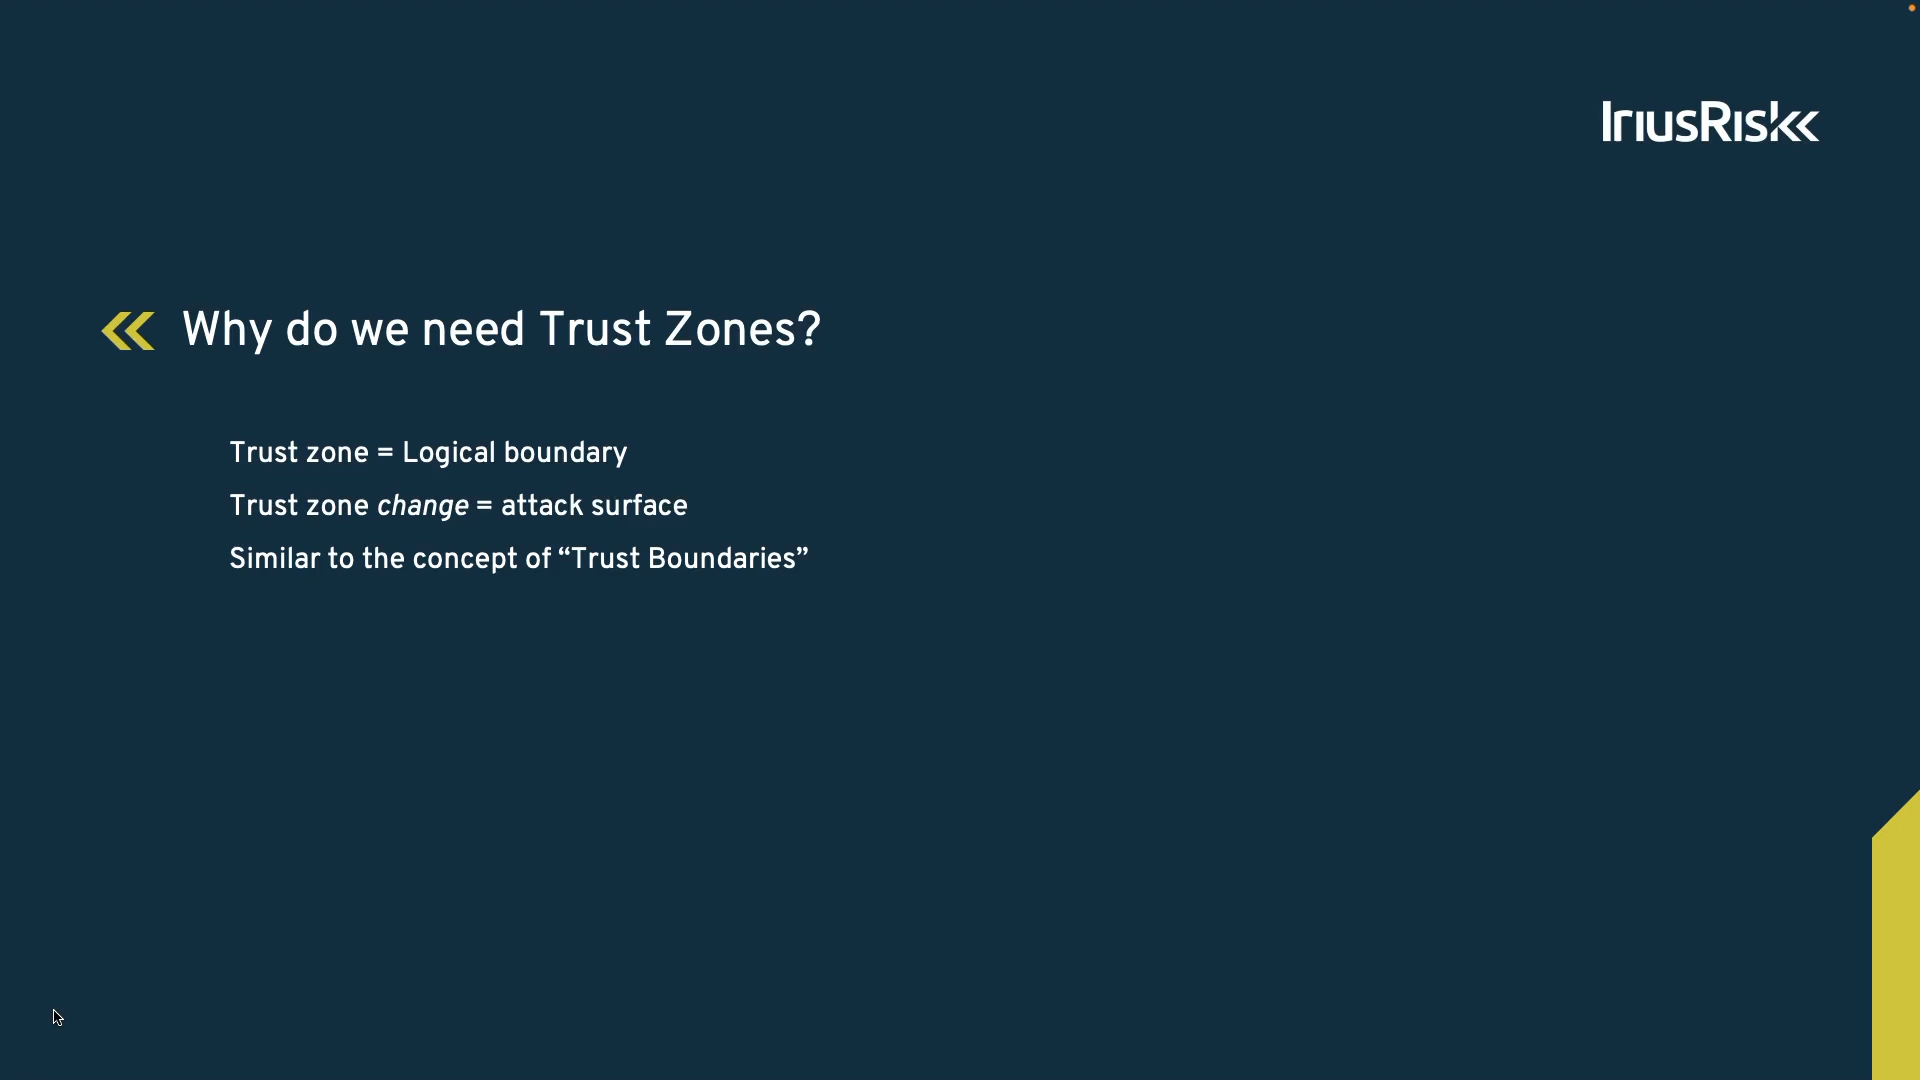 IriusRisk
Why do we need Trust Zones?
Trust zone = Logical boundary
Trust zone change = attack surface
Similar to the concept of “Trust Boundaries”